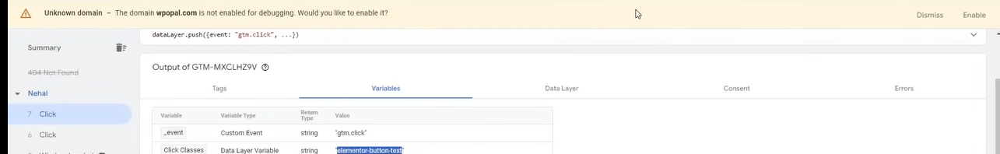 Unknown domain – The domain wpopal.com is not enabled for debugging. Would you like to enable it?
Dismiss Enable
dataLayer.push({event: "gtm.click", ...})
Summary
404 Not Found
Nehal
7 Click
6 Click
Output of GTM-MXCLHZ9V
Tags Variables Data Layer Consent Errors
Variable Variable Type Return Type Value
_event Custom Event string "gtm.click"
Click Classes Data Layer Variable string "elementor-button-text"